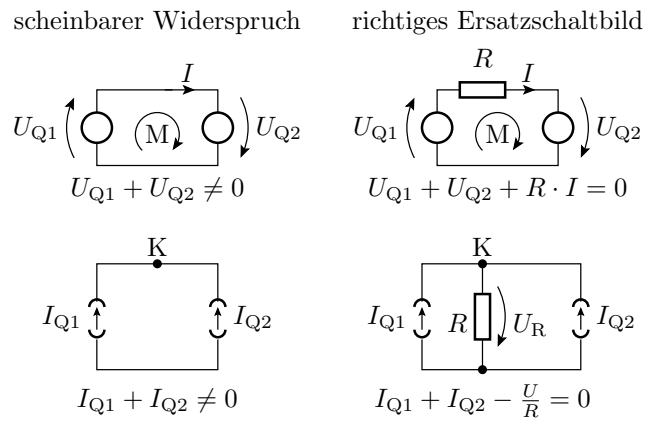 scheinbarer Widerspruch
richtiges Ersatzschaltbild
I
U_Q1
M
U_Q2
U_Q1 + U_Q2 ≠ 0
R
I
U_Q1
M
U_Q2
U_Q1 + U_Q2 + R · I = 0
K
I_Q1
I_Q2
I_Q1 + I_Q2 ≠ 0
K
I_Q1
R
U_R
I_Q2
I_Q1 + I_Q2 − U/R = 0